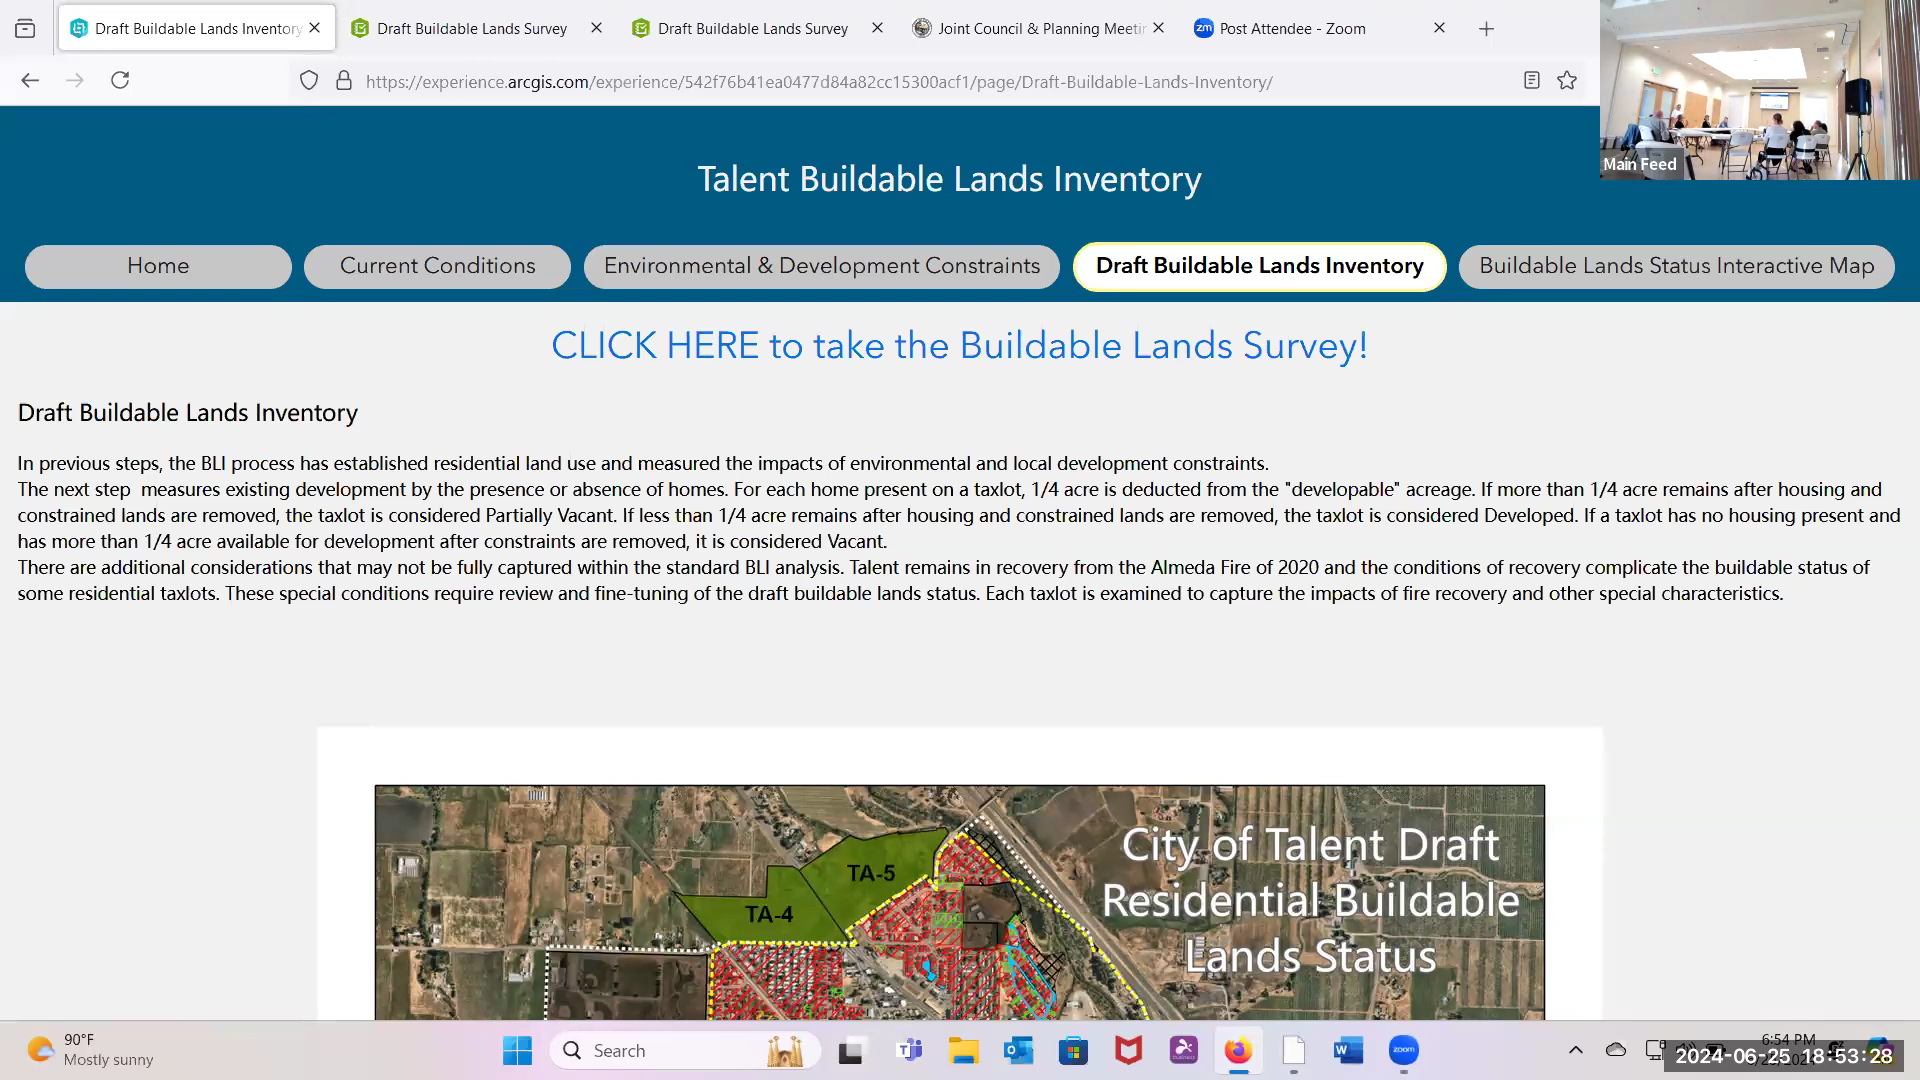 Draft Buildable Lands Inventory
Draft Buildable Lands Survey
Draft Buildable Lands Survey
Joint Council & Planning Meetin
Post Attendee - Zoom
https://experience.arcgis.com/experience/542f76b41ea0477d84a82cc15300acf1/page/Draft-Buildable-Lands-Inventory/
Main Feed
Talent Buildable Lands Inventory
Home
Current Conditions
Environmental & Development Constraints
Draft Buildable Lands Inventory
Buildable Lands Status Interactive Map
CLICK HERE to take the Buildable Lands Survey!
Draft Buildable Lands Inventory
In previous steps, the BLI process has established residential land use and measured the impacts of environmental and local development constraints.
The next step  measures existing development by the presence or absence of homes. For each home present on a taxlot, 1/4 acre is deducted from the "developable" acreage. If more than 1/4 acre remains after housing and
constrained lands are removed, the taxlot is considered Partially Vacant. If less than 1/4 acre remains after housing and constrained lands are removed, the taxlot is considered Developed. If a taxlot has no housing present and
has more than 1/4 acre available for development after constraints are removed, it is considered Vacant.
There are additional considerations that may not be fully captured within the standard BLI analysis. Talent remains in recovery from the Almeda Fire of 2020 and the conditions of recovery complicate the buildable status of
some residential taxlots. These special conditions require review and fine-tuning of the draft buildable lands status. Each taxlot is examined to capture the impacts of fire recovery and other special characteristics.
City of Talent Draft
Residential Buildable
Lands Status
TA-5
TA-4
90°F
Mostly sunny
Search
zoom
6:54 PM
2024-06-25 18:53:28